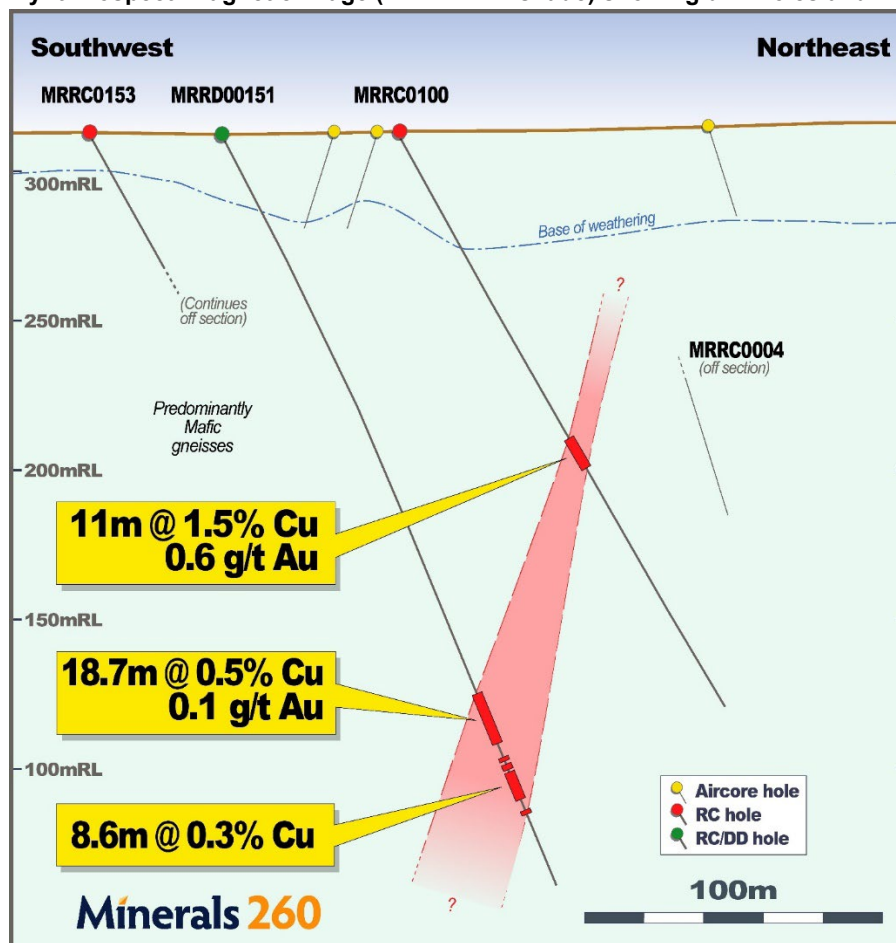 Southwest
Northeast
MRRC0153
MRRD00151
MRRC0100
300mRL
Base of weathering
(Continues
off section)
250mRL
?
MRRC0004
(off section)
Predominantly
Mafic
gneisses
200mRL
11m @ 1.5% Cu
0.6 g/t Au
150mRL
18.7m @ 0.5% Cu
0.1 g/t Au
100mRL
8.6m @ 0.3% Cu
Aircore hole
RC hole
RC/DD hole
?
Minerals 260
100m